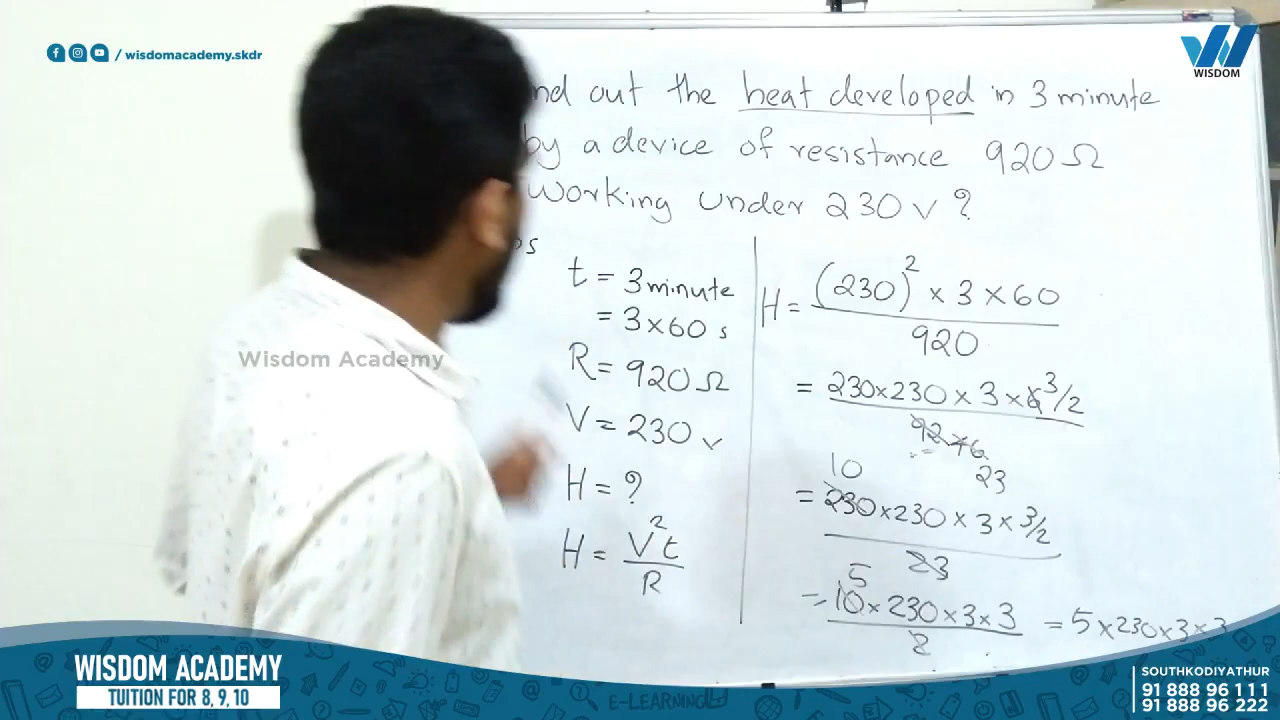 / wisdomacademy.skdr
WISDOM
nd out the heat developed in 3 minute
by a device of resistance 920 Ω
working under 230 v ?
t = 3 minute
= 3 x 60 s
R = 920 Ω
V = 230 v
H = ?
H = V²t / R
H = (230)² x 3 x 60 / 920
= 230 x 230 x 3 x 6 3/2 / 92 46 23
10
= 230 x 230 x 3 x 3/2 / 23
5
= 10 x 230 x 3 x 3 / 2 = 5 x 230 x 3 x 3
Wisdom Academy
WISDOM ACADEMY
TUITION FOR 8, 9, 10
E-LEARNING
SOUTHKODIYATHUR
91 888 96 111
91 888 96 222